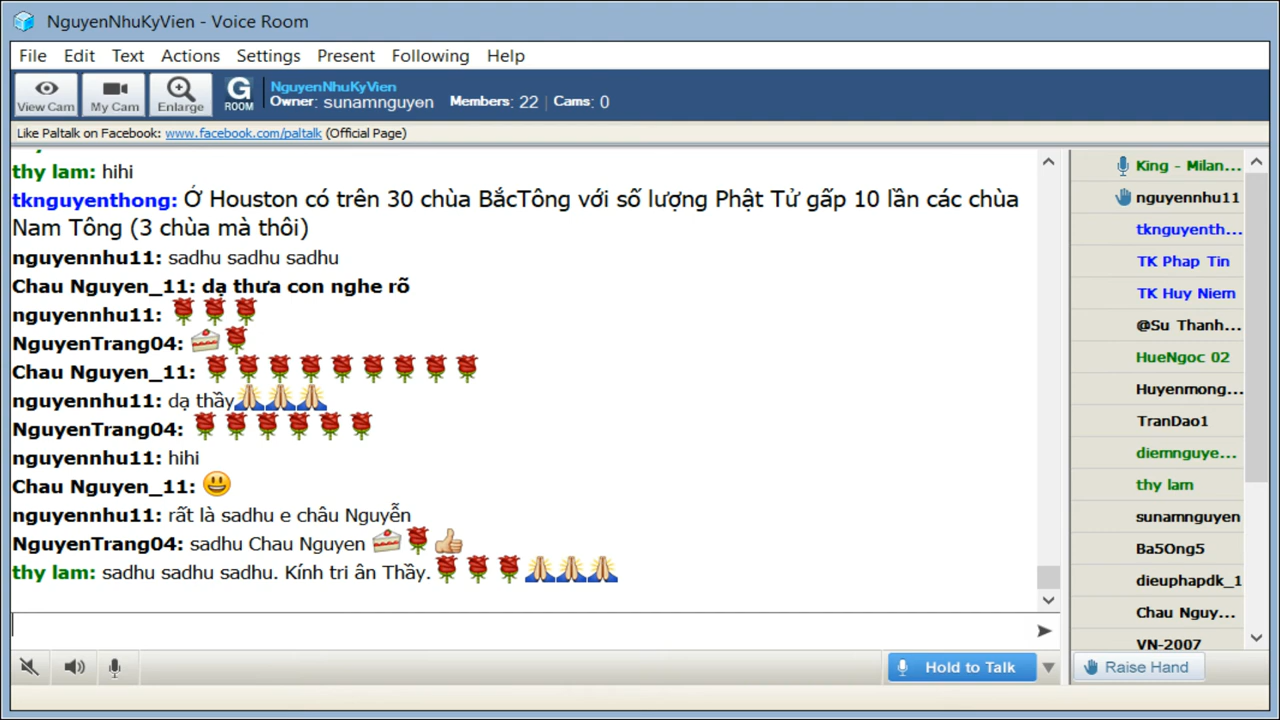 NguyenNhuKyVien - Voice Room
File Edit Text Actions Settings Present Following Help
View Cam My Cam Enlarge G ROOM
NguyenNhuKyVien
Owner: sunamnguyen Members: 22 | Cams: 0
Like Paltalk on Facebook: www.facebook.com/paltalk (Official Page)
thy lam: hihi
tknguyenthong: Ở Houston có trên 30 chùa BắcTông với số lượng Phật Tử gấp 10 lần các chùa
Nam Tông (3 chùa mà thôi)
nguyennhu11: sadhu sadhu sadhu
Chau Nguyen_11: dạ thưa con nghe rõ
nguyennhu11:
NguyenTrang04:
Chau Nguyen_11:
nguyennhu11: dạ thầy
NguyenTrang04:
nguyennhu11: hihi
Chau Nguyen_11:
nguyennhu11: rất là sadhu e châu Nguyễn
NguyenTrang04: sadhu Chau Nguyen
thy lam: sadhu sadhu sadhu. Kính tri ân Thầy.
King - Milan...
nguyennhu11
tknguyenth...
TK Phap Tin
TK Huy Niem
@Su Thanh...
HueNgoc 02
Huyenmong...
TranDao1
diemnguye...
thy lam
sunamnguyen
Ba5Ong5
dieuphapdk_1
Chau Nguy...
VN-2007
Hold to Talk
Raise Hand